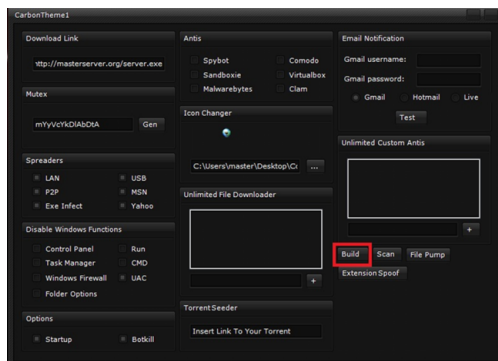 CarbonTheme1
Download Link
http://masterserver.org/server.exe
Mutex
mYyVcYkDlAbDtA
Gen
Spreaders
LAN
USB
P2P
MSN
Exe Infect
Yahoo
Disable Windows Functions
Control Panel
Run
Task Manager
CMD
Windows Firewall
UAC
Folder Options
Options
Startup
Botkill
Antis
Spybot
Comodo
Sandboxie
Virtualbox
Malwarebytes
Clam
Icon Changer
C:\Users\master\Desktop\Ci
...
Unlimited File Downloader
+
TorrentSeeder
Insert Link To Your Torrent
Email Notification
Gmail username:
Gmail password:
Gmail
Hotmail
Live
Test
Unlimited Custom Antis
+
Build
Scan
File Pump
Extension Spoof